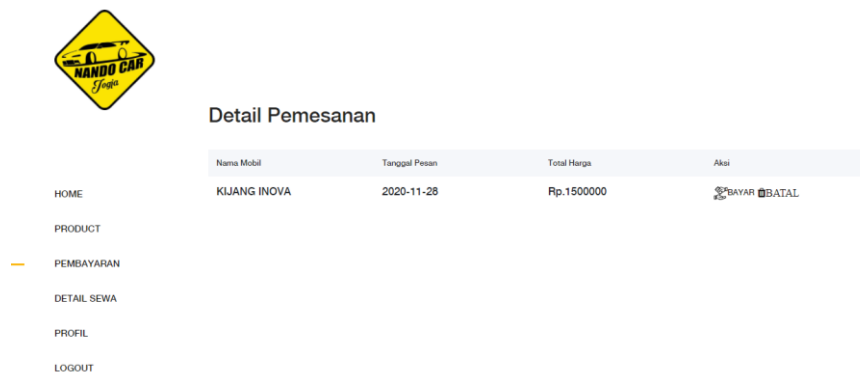 NANDO CAR
Jogja
Detail Pemesanan
Nama Mobil Tanggal Pesan Total Harga Aksi
KIJANG INOVA 2020-11-28 Rp.1500000 BAYAR BATAL
HOME
PRODUCT
PEMBAYARAN
DETAIL SEWA
PROFIL
LOGOUT